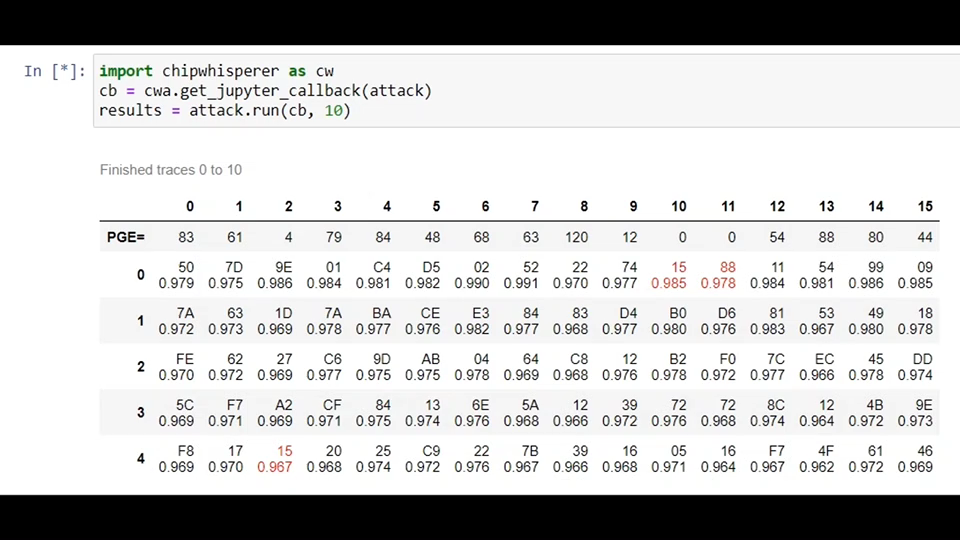 In [*]: import chipwhisperer as cw
cb = cwa.get_jupyter_callback(attack)
results = attack.run(cb, 10)
Finished traces 0 to 10
0 1 2 3 4 5 6 7 8 9 10 11 12 13 14 15
PGE= 83 61 4 79 84 48 68 63 120 12 0 0 54 88 80 44
0 50 7D 9E 01 C4 D5 02 52 22 74 15 88 11 54 99 09
0.979 0.975 0.986 0.984 0.981 0.982 0.990 0.991 0.970 0.977 0.985 0.978 0.984 0.981 0.986 0.985
1 7A 63 1D 7A BA CE E3 84 83 D4 B0 D6 81 53 49 18
0.972 0.973 0.969 0.978 0.977 0.976 0.982 0.977 0.968 0.977 0.980 0.976 0.983 0.967 0.980 0.978
2 FE 62 27 C6 9D AB 04 64 C8 12 B2 F0 7C EC 45 DD
0.970 0.972 0.969 0.977 0.975 0.975 0.978 0.969 0.968 0.976 0.978 0.972 0.977 0.966 0.978 0.974
3 5C F7 A2 CF 84 13 6E 5A 12 39 72 72 8C 12 4B 9E
0.969 0.971 0.969 0.971 0.975 0.974 0.976 0.968 0.966 0.972 0.976 0.968 0.974 0.964 0.972 0.973
4 F8 17 15 20 25 C9 22 7B 39 16 05 16 F7 4F 61 46
0.969 0.970 0.967 0.968 0.974 0.972 0.976 0.967 0.966 0.968 0.971 0.964 0.967 0.962 0.972 0.969